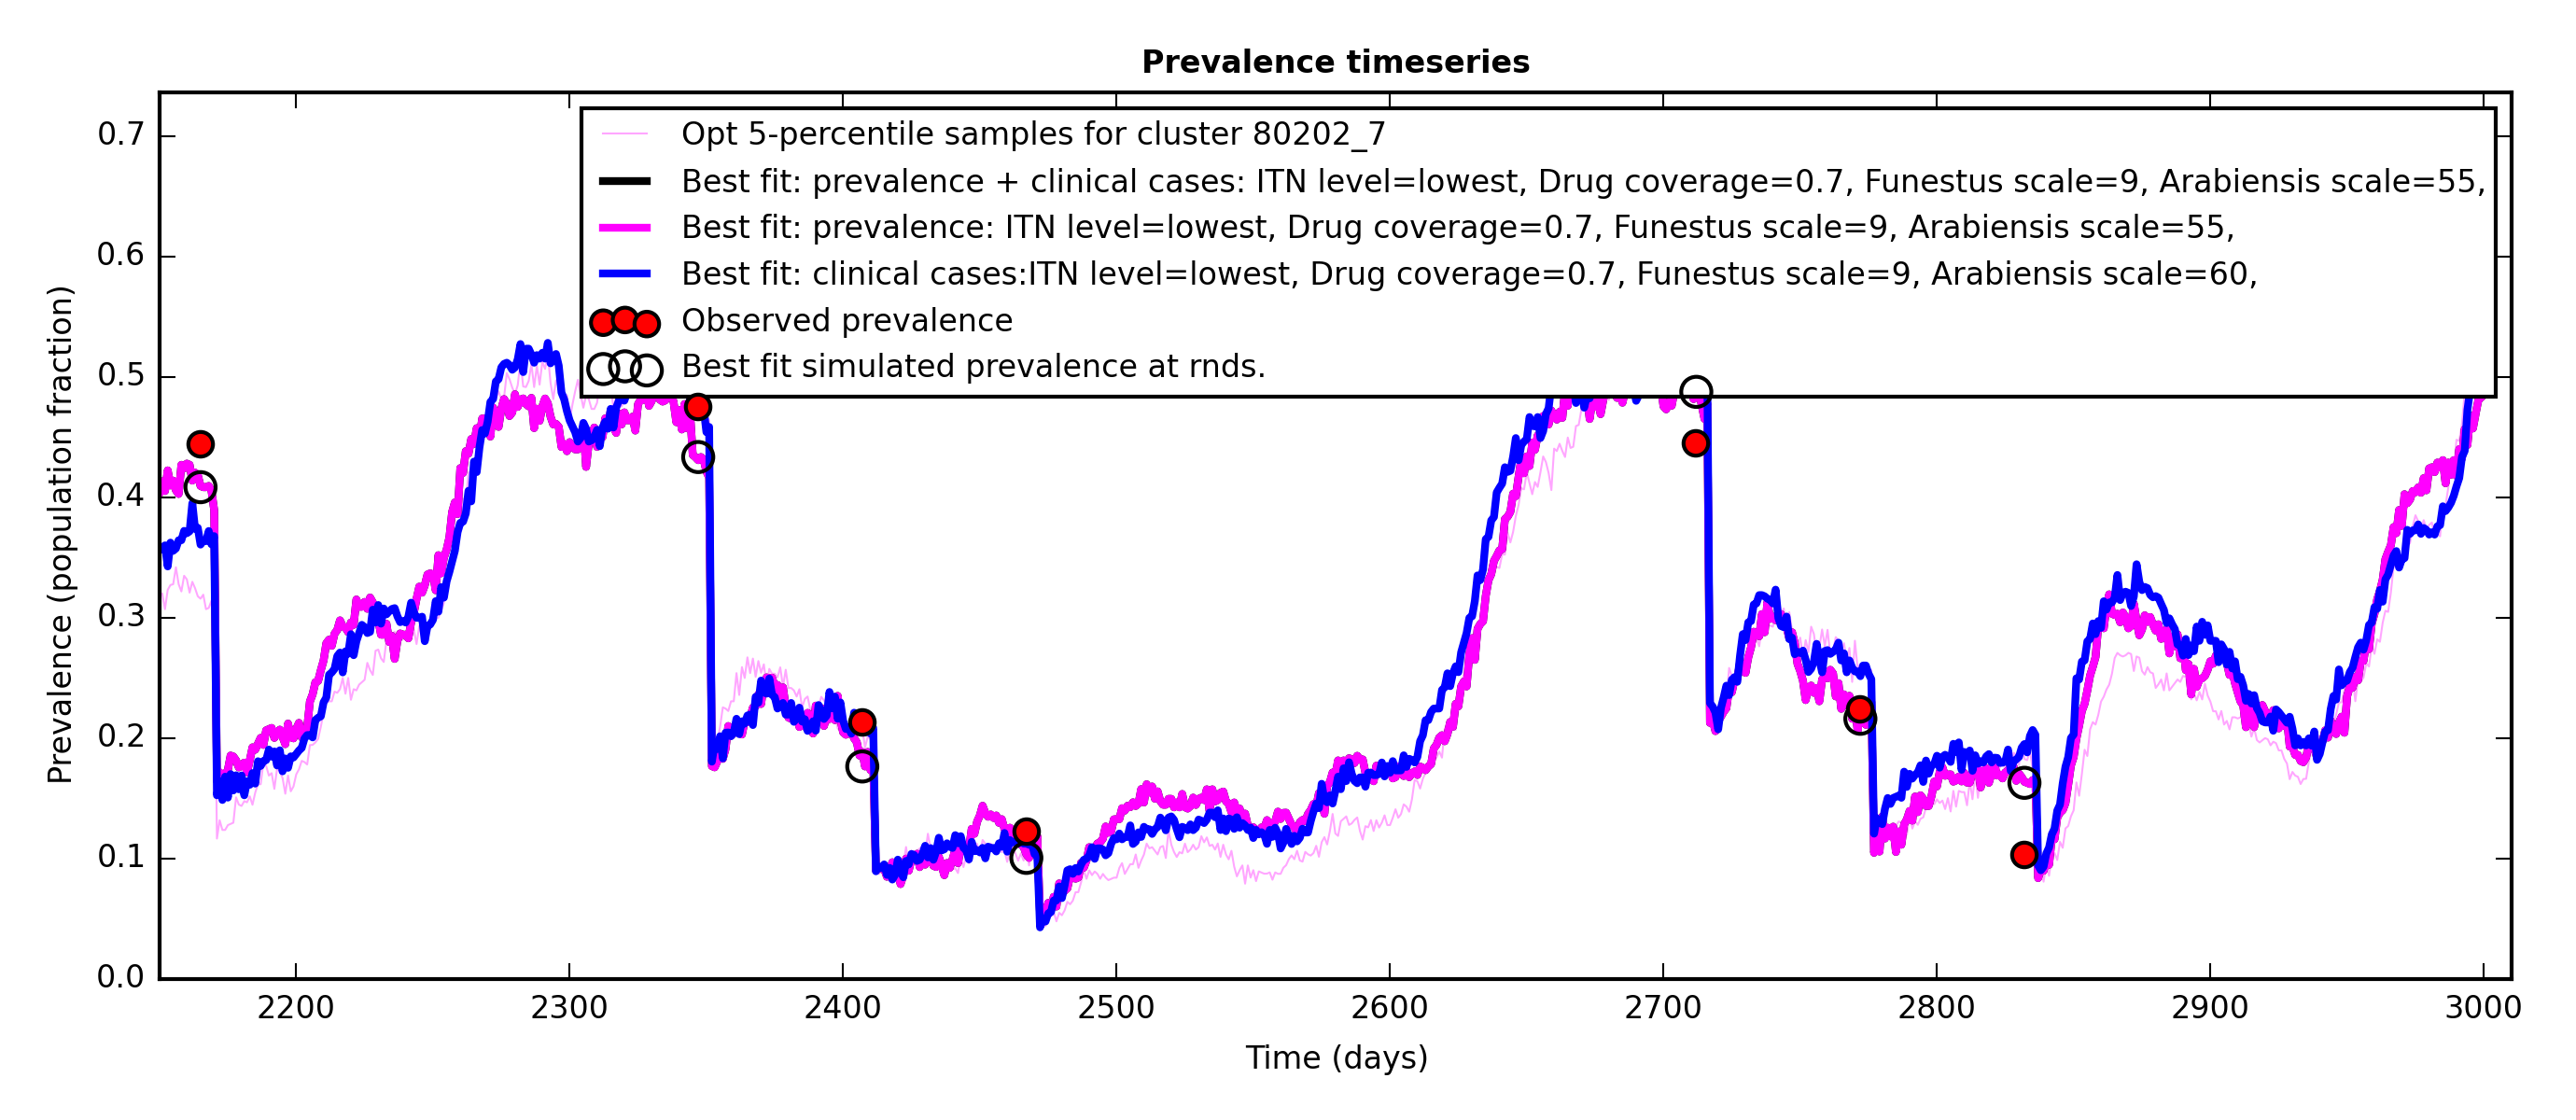 Prevalence timeseries
Opt 5-percentile samples for cluster 80202_7
Best fit: prevalence + clinical cases: ITN level=lowest, Drug coverage=0.7, Funestus scale=9, Arabiensis scale=55,
Best fit: prevalence: ITN level=lowest, Drug coverage=0.7, Funestus scale=9, Arabiensis scale=55,
Best fit: clinical cases:ITN level=lowest, Drug coverage=0.7, Funestus scale=9, Arabiensis scale=60,
Observed prevalence
Best fit simulated prevalence at rnds.
Prevalence (population fraction)
0.7
0.6
0.5
0.4
0.3
0.2
0.1
0.0
2200 2300 2400 2500 2600 2700 2800 2900 3000
Time (days)